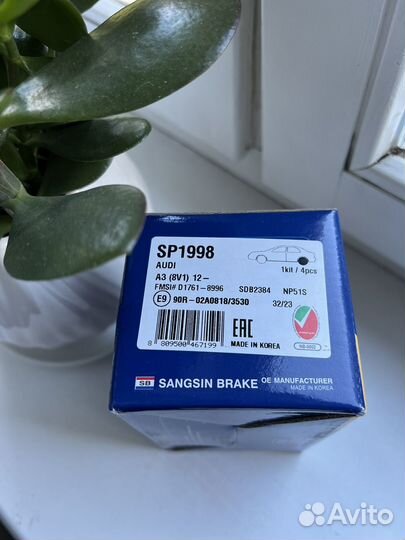 SP1998
AUDI
1kit / 4pcs
A3 (8V1) 12-
FMSI# D1761-8996 SDB2384 NP51S
E9 90R-02A0818/3530 32/23
EAC
8 809500 467199
MADE IN KOREA
SB SANGSIN BRAKE OE MANUFACTURER
MADE IN KOREA
Avito